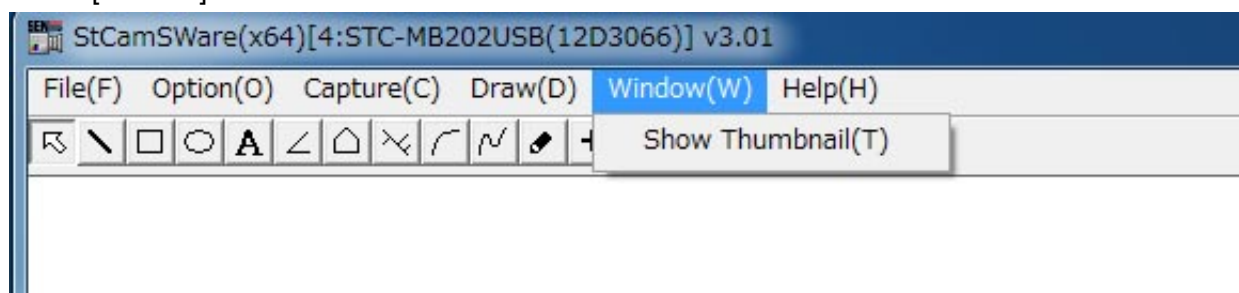 StCamSWare(x64)[4:STC-MB202USB(12D3066)] v3.01
File(F) Option(O) Capture(C) Draw(D) Window(W) Help(H)
A
Show Thumbnail(T)